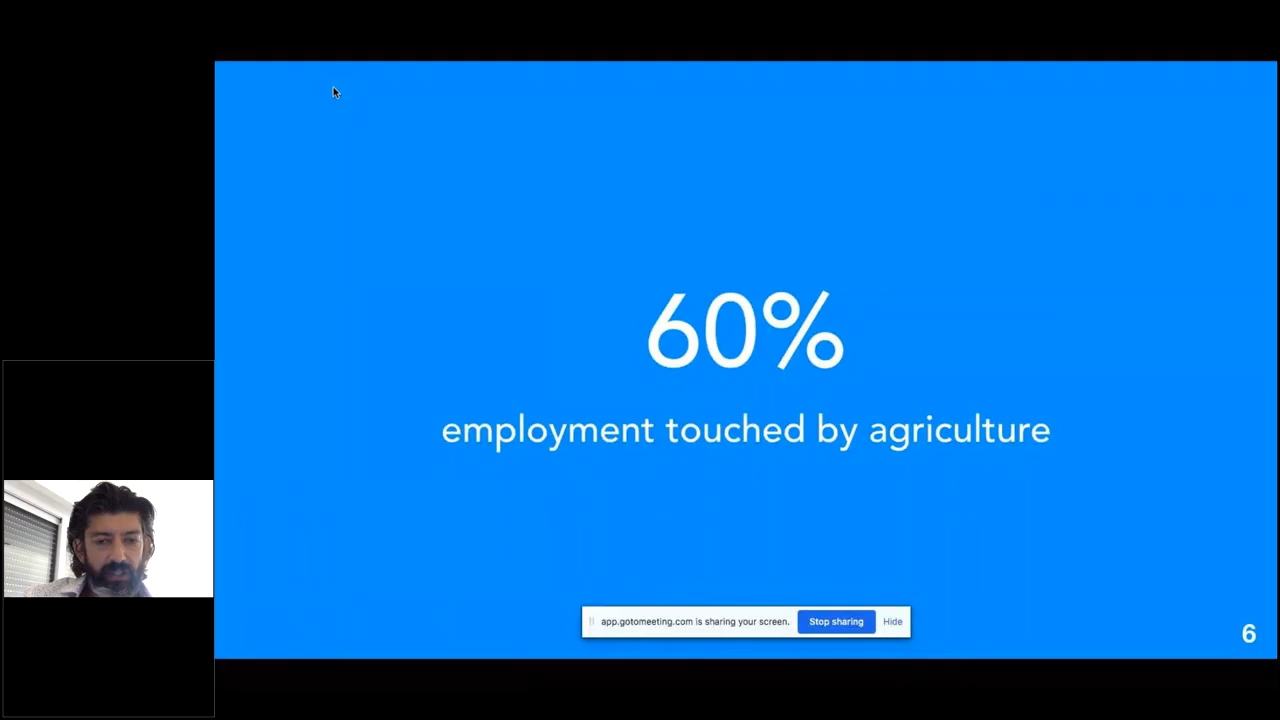 60%
employment touched by agriculture
app.gotomeeting.com is sharing your screen. Stop sharing Hide
6